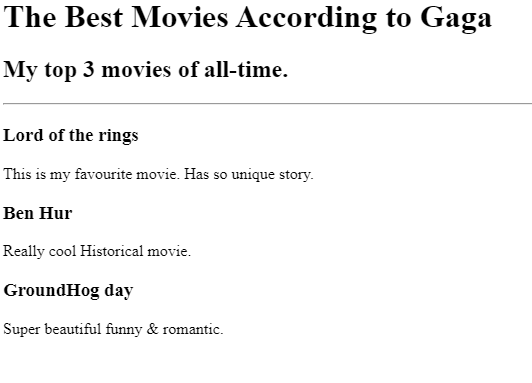 The Best Movies According to Gaga
My top 3 movies of all-time.
Lord of the rings
This is my favourite movie. Has so unique story.
Ben Hur
Really cool Historical movie.
GroundHog day
Super beautiful funny & romantic.